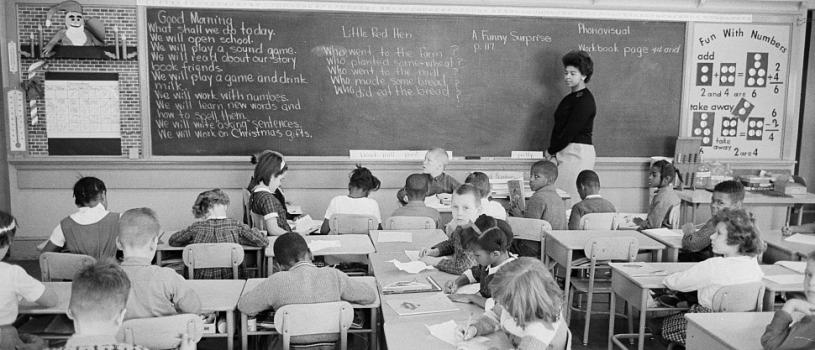 Good Morning
What shall we do today.
We will open school.
We will play a sound game.
We will read about our story
book friends.
We will play a game and drink
milk.
We will work with numbers.
We will learn new words and
how to spell them.
We will write asking sentences.
We will work on Christmas gifts.
Little Red Hen
Who went to the farm ?
Who planted some wheat ?
Who went to the mill ?
Who made some bread ?
Who did eat the bread ?
A Funny Surprise
p. 117
Phonovisual
Workbook page and
Fun With Numbers
add
2
+4
6
2 and 4 are 6
take away
6
-2
4
take
away
2 are 4